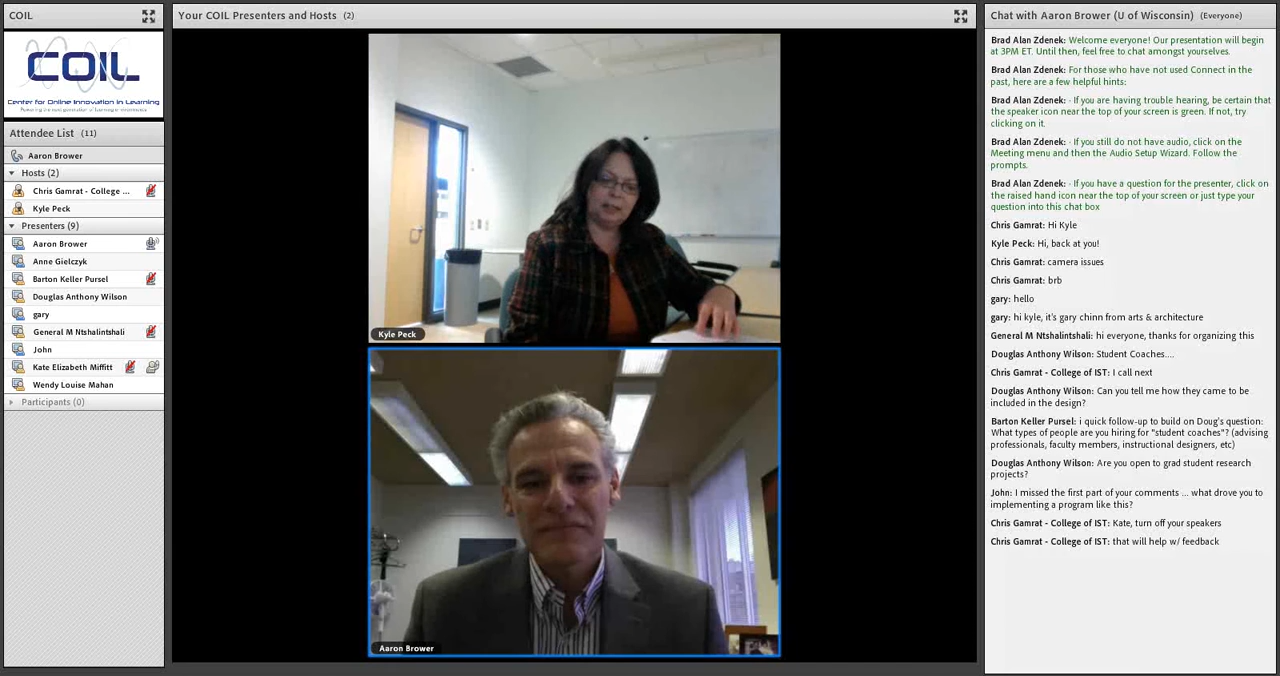 COIL
COIL
Center for Online Innovation in Learning
Attendee List (11)
Aaron Brower
Hosts (2)
Chris Gamrat - College ...
Kyle Peck
Presenters (9)
Aaron Brower
Anne Gielczyk
Barton Keller Pursel
Douglas Anthony Wilson
gary
General M Ntshalintshali
John
Kate Elizabeth Miffitt
Wendy Louise Mahan
Participants (0)
Your COIL Presenters and Hosts (2)
Kyle Peck
Aaron Brower
Chat with Aaron Brower (U of Wisconsin) (Everyone)
Brad Alan Zdenek: Welcome everyone! Our presentation will begin
at 3PM ET. Until then, feel free to chat amongst yourselves.
Brad Alan Zdenek: For those who have not used Connect in the
past, here are a few helpful hints:
Brad Alan Zdenek: - If you are having trouble hearing, be certain that
the speaker icon near the top of your screen is green. If not, try
clicking on it.
Brad Alan Zdenek: - If you still do not have audio, click on the
Meeting menu and then the Audio Setup Wizard. Follow the
prompts.
Brad Alan Zdenek: - If you have a question for the presenter, click on
the raised hand icon near the top of your screen or just type your
question into this chat box
Chris Gamrat: Hi Kyle
Kyle Peck: Hi, back at you!
Chris Gamrat: camera issues
Chris Gamrat: brb
gary: hello
gary: hi kyle, it's gary chinn from arts & architecture
General M Ntshalintshali: hi everyone, thanks for organizing this
Douglas Anthony Wilson: Student Coaches....
Chris Gamrat - College of IST: I call next
Douglas Anthony Wilson: Can you tell me how they came to be
included in the design?
Barton Keller Pursel: i quick follow-up to build on Doug's question:
What types of people are you hiring for "student coaches"? (advising
professionals, faculty members, instructional designers, etc)
Douglas Anthony Wilson: Are you open to grad student research
projects?
John: I missed the first part of your comments ... what drove you to
implementing a program like this?
Chris Gamrat - College of IST: Kate, turn off your speakers
Chris Gamrat - College of IST: that will help w/ feedback